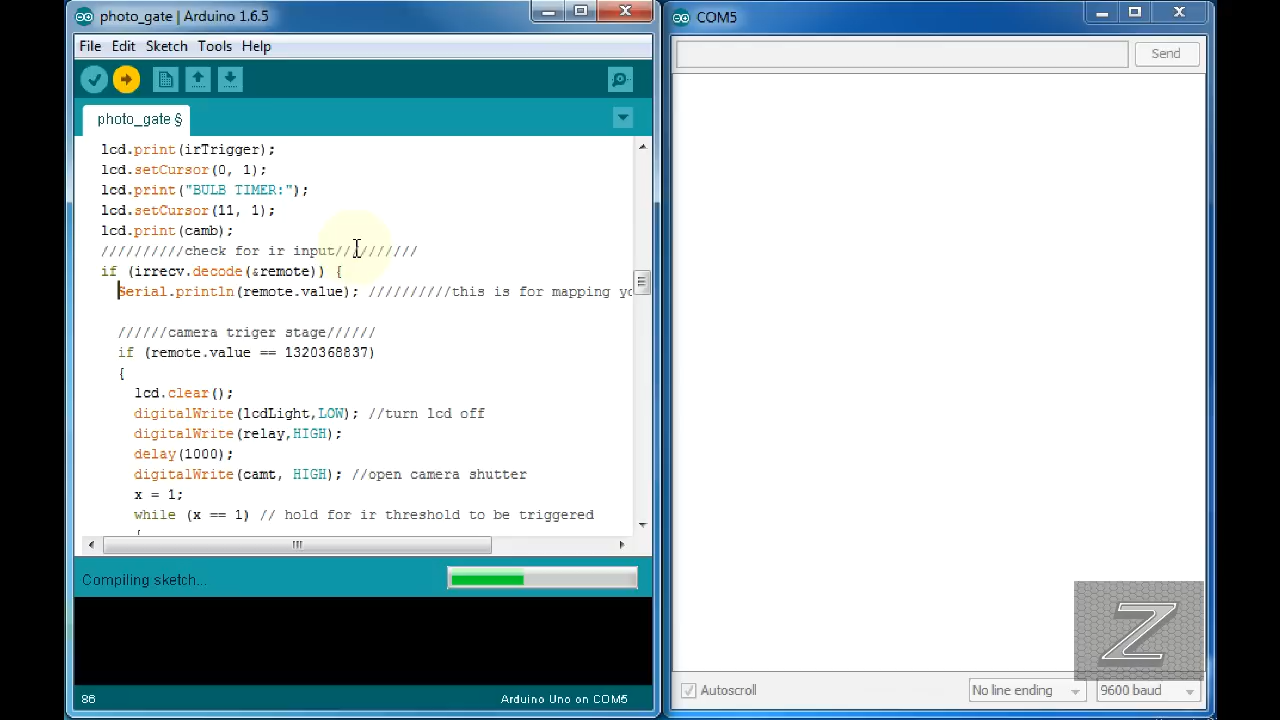 photo_gate | Arduino 1.6.5
File Edit Sketch Tools Help
photo_gate §
lcd.print(irTrigger);
lcd.setCursor(0, 1);
lcd.print("BULB TIMER:");
lcd.setCursor(11, 1);
lcd.print(camb);
//////////check for ir input//////////
if (irrecv.decode(&remote)) {
Serial.println(remote.value); //////////this is for mapping yo
//////camera triger stage//////
if (remote.value == 1320368837)
{
lcd.clear();
digitalWrite(lcdLight,LOW); //turn lcd off
digitalWrite(relay,HIGH);
delay(1000);
digitalWrite(camt, HIGH); //open camera shutter
x = 1;
while (x == 1) // hold for ir threshold to be triggered
{
Compiling sketch...
86
Arduino Uno on COM5
COM5
Send
Z
Autoscroll
No line ending
9600 baud